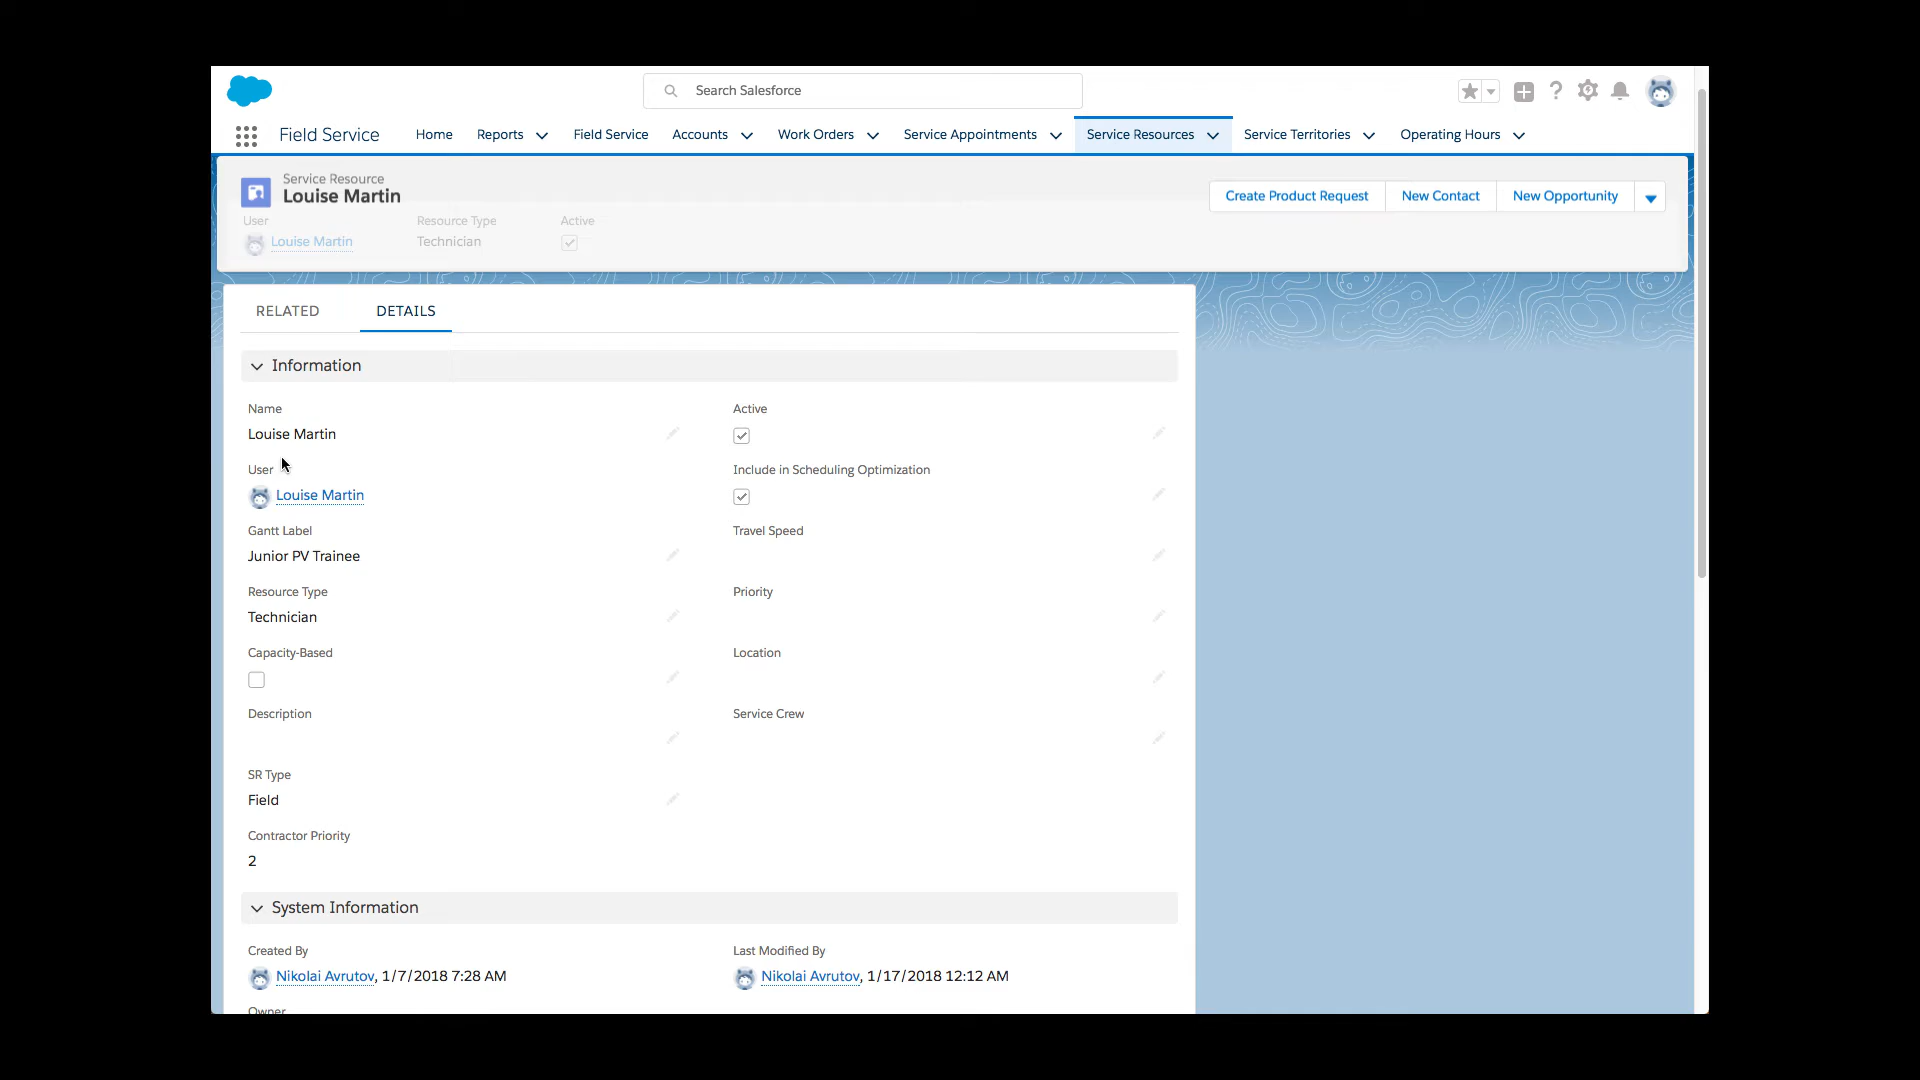 Search Salesforce
Field Service Home Reports Field Service Accounts Work Orders Service Appointments Service Resources Service Territories Operating Hours
Service Resource
Louise Martin
Create Product Request New Contact New Opportunity
User Resource Type Active
Louise Martin Technician
RELATED DETAILS
Information
Name Active
Louise Martin
User Include in Scheduling Optimization
Louise Martin
Gantt Label Travel Speed
Junior PV Trainee
Resource Type Priority
Technician
Capacity-Based Location
Description Service Crew
SR Type
Field
Contractor Priority
2
System Information
Created By Last Modified By
Nikolai Avrutov, 1/7/2018 7:28 AM Nikolai Avrutov, 1/17/2018 12:12 AM
Owner